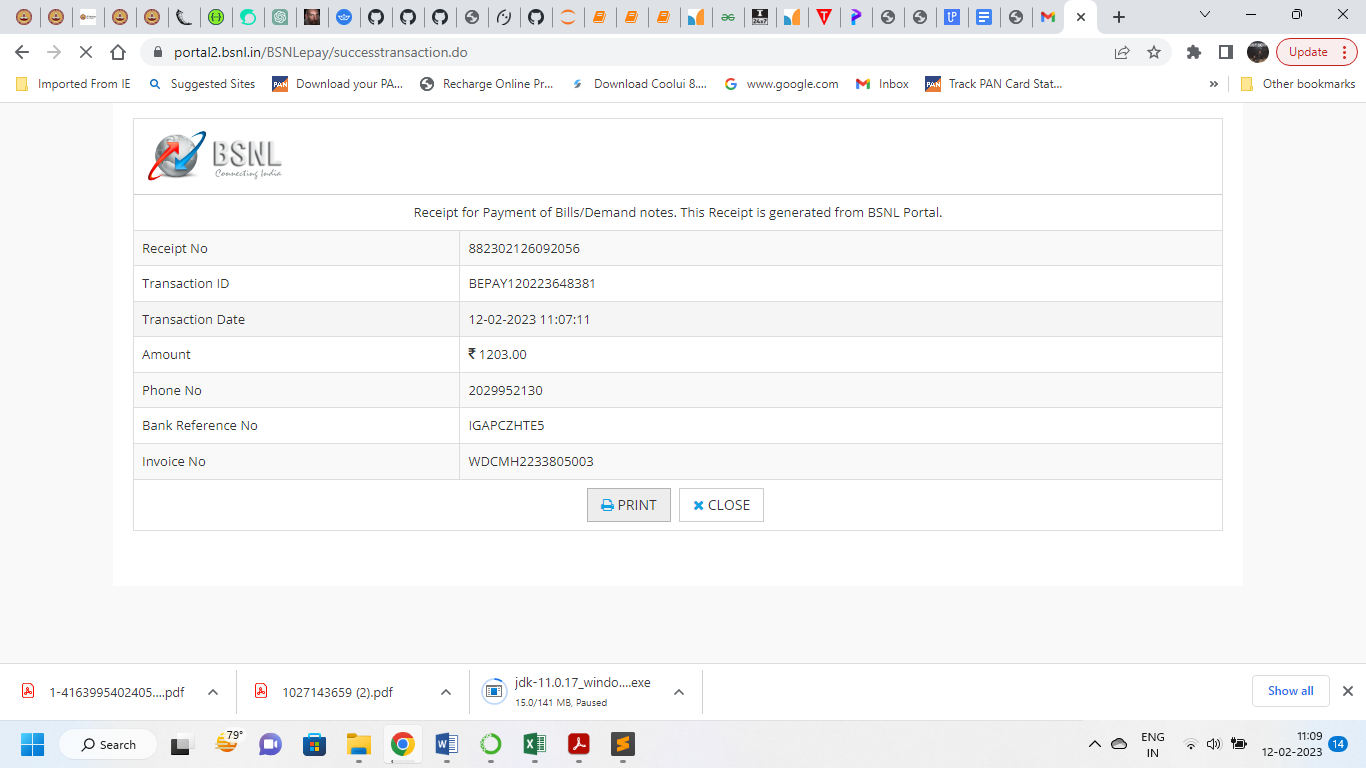 portal2.bsnl.in/BSNLepay/successtransaction.do
Update
Imported From IE
Suggested Sites
Download your PA...
Recharge Online Pr...
Download Coolui 8....
www.google.com
Inbox
Track PAN Card Stat...
»
Other bookmarks
BSNL
Connecting India
Receipt for Payment of Bills/Demand notes. This Receipt is generated from BSNL Portal.
Receipt No 882302126092056
Transaction ID BEPAY120223648381
Transaction Date 12-02-2023 11:07:11
Amount ₹ 1203.00
Phone No 2029952130
Bank Reference No IGAPCZHTE5
Invoice No WDCMH2233805003
PRINT
CLOSE
1-4163995402405....pdf
1027143659 (2).pdf
jdk-11.0.17_windo....exe
15.0/141 MB, Paused
Show all
Search
79°
ENG
IN
11:09
12-02-2023
14